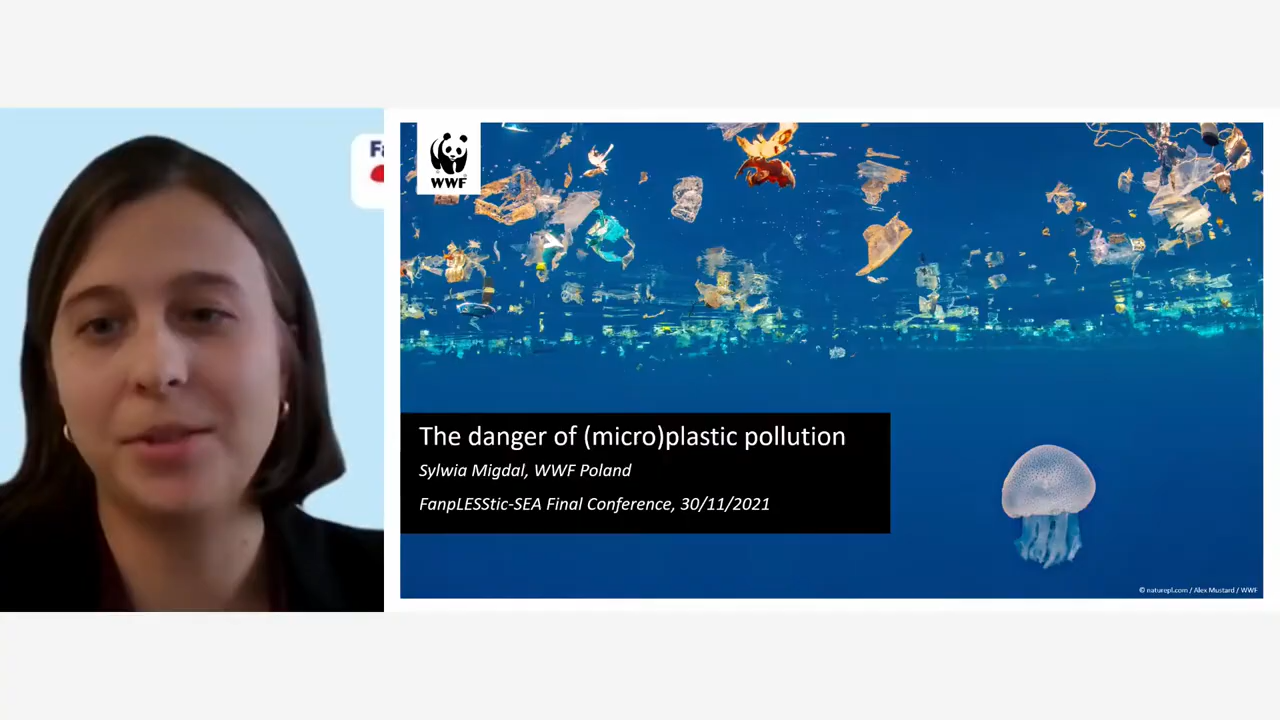 Fa
WWF
The danger of (micro)plastic pollution
Sylwia Migdal, WWF Poland
FanpLESStic-SEA Final Conference, 30/11/2021
© naturepl.com / Alex Mustard / WWF